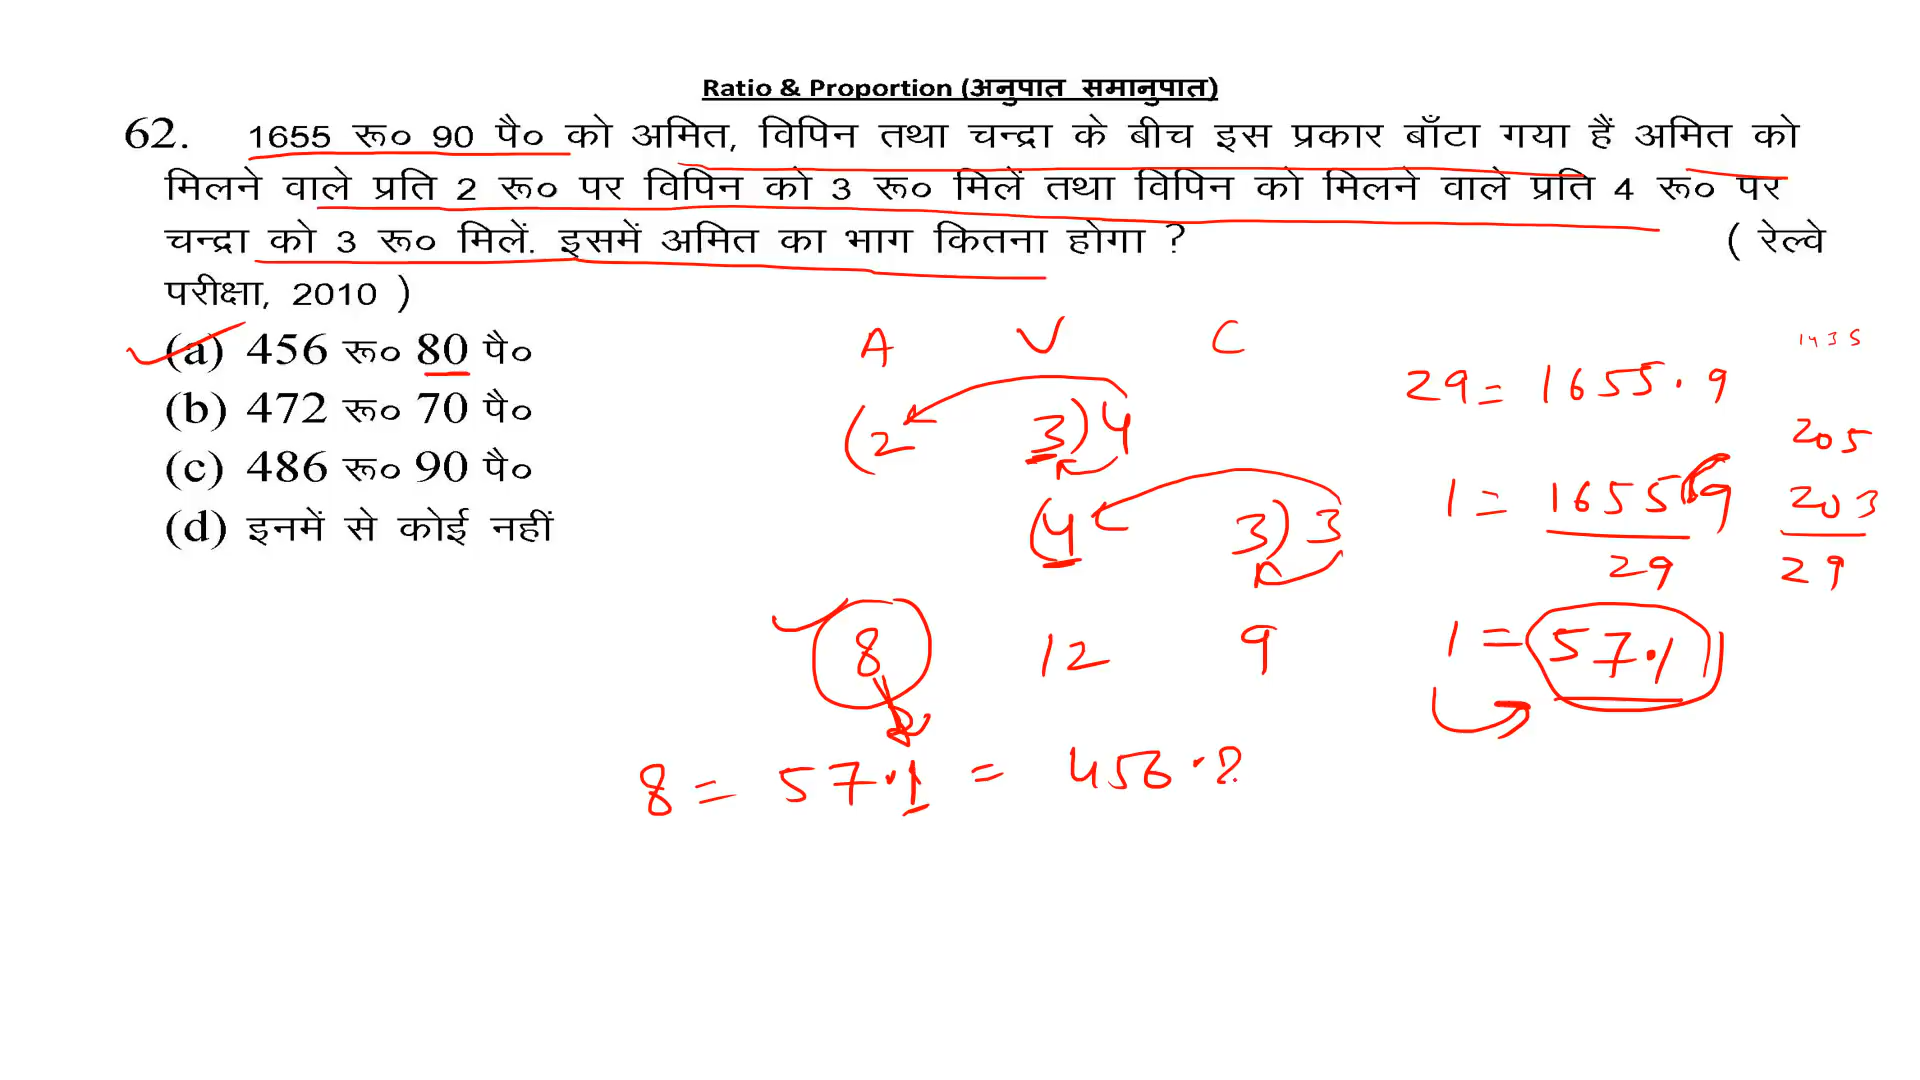 Ratio & Proportion (अनुपात समानुपात)
62. 1655 रू० 90 पै० को अमित, विपिन तथा चन्द्रा के बीच इस प्रकार बाँटा गया हैं अमित को
मिलने वाले प्रति 2 रू० पर विपिन को 3 रू० मिलें तथा विपिन को मिलने वाले प्रति 4 रू० पर
चन्द्रा को 3 रू० मिलें. इसमें अमित का भाग कितना होगा ? ( रेल्वे
परीक्षा, 2010 )
(a) 456 रू० 80 पै०
(b) 472 रू० 70 पै०
(c) 486 रू० 90 पै०
(d) इनमें से कोई नहीं
A V C
(2 3) 4
(4 3) 3
8 12 9
8 = 57.1 = 456.8
29 = 1655.9
1 = 1655.9
29
1 = 57.1
1435
205
203
29